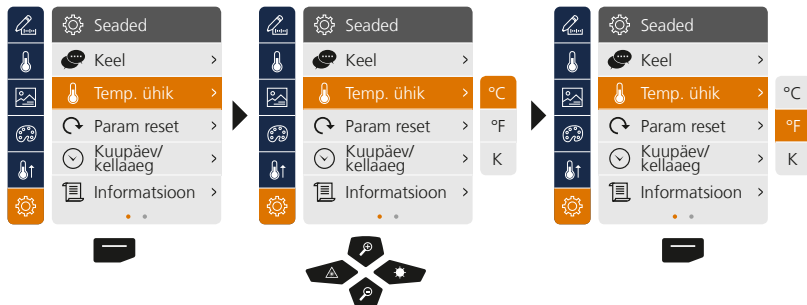 Seaded
Keel
Temp. ühik
Param reset
Kuupäev/
kellaaeg
Informatsioon
Seaded
Keel
Temp. ühik
Param reset
Kuupäev/
kellaaeg
Informatsioon
°C
°F
K
Seaded
Keel
Temp. ühik
Param reset
Kuupäev/
kellaaeg
Informatsioon
°C
°F
K